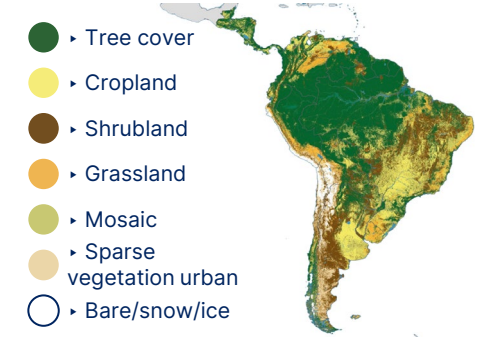 ▸ Tree cover
▸ Cropland
▸ Shrubland
▸ Grassland
▸ Mosaic
▸ Sparse
vegetation urban
▸ Bare/snow/ice